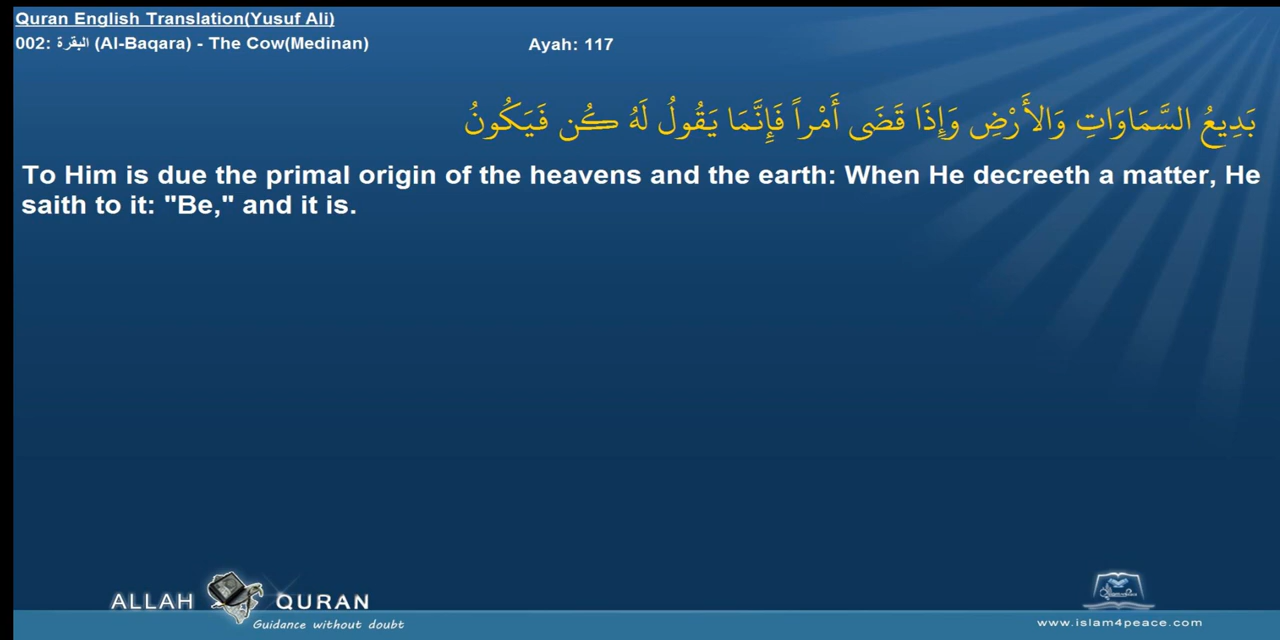 Quran English Translation(Yusuf Ali)
002: البقرة (Al-Baqara) - The Cow(Medinan)
Ayah: 117
بَدِيعُ السَّمَاوَاتِ وَالأَرْضِ وَإِذَا قَضَى أَمْراً فَإِنَّمَا يَقُولُ لَهُ كُن فَيَكُونُ
To Him is due the primal origin of the heavens and the earth: When He decreeth a matter, He
saith to it: "Be," and it is.
ALLAH QURAN
Guidance without doubt
www.islam4peace.com